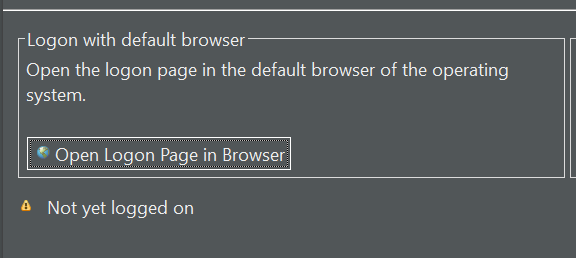 Logon with default browser
Open the logon page in the default browser of the operating
system.
Open Logon Page in Browser
Not yet logged on